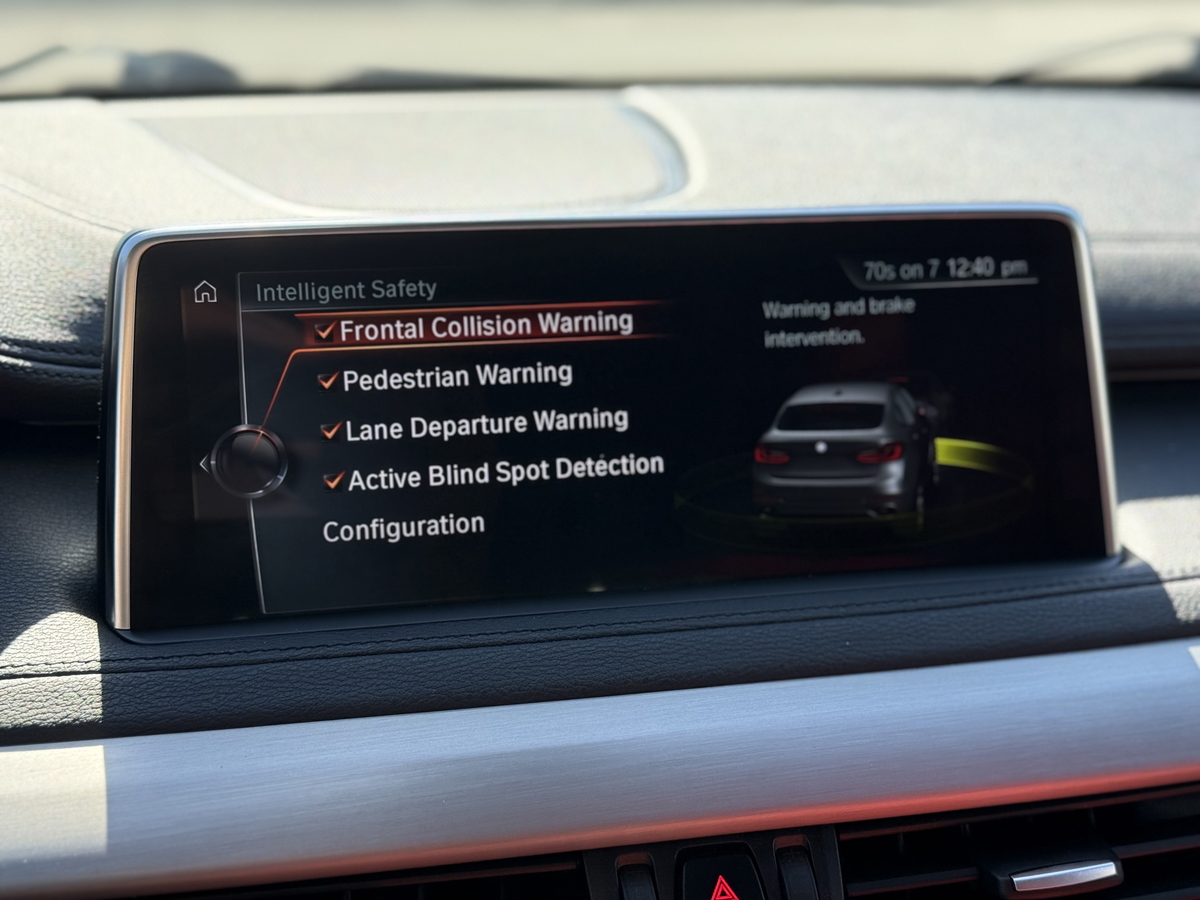 70s on 7 12:40 pm
Intelligent Safety
Frontal Collision Warning
Pedestrian Warning
Lane Departure Warning
Active Blind Spot Detection
Configuration
Warning and brake
intervention.